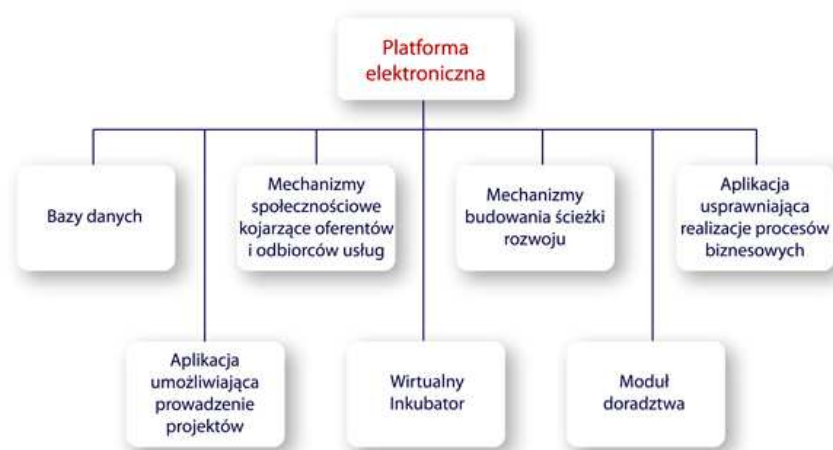 Platforma
elektroniczna
Bazy danych
Mechanizmy
społecznościowe
kojarzące oferentów
i odbiorców usług
Mechanizmy
budowania ścieżki
rozwoju
Aplikacja
usprawniająca
realizacje procesów
biznesowych
Aplikacja
umożliwiająca
prowadzenie
projektów
Wirtualny
Inkubator
Moduł
doradztwa